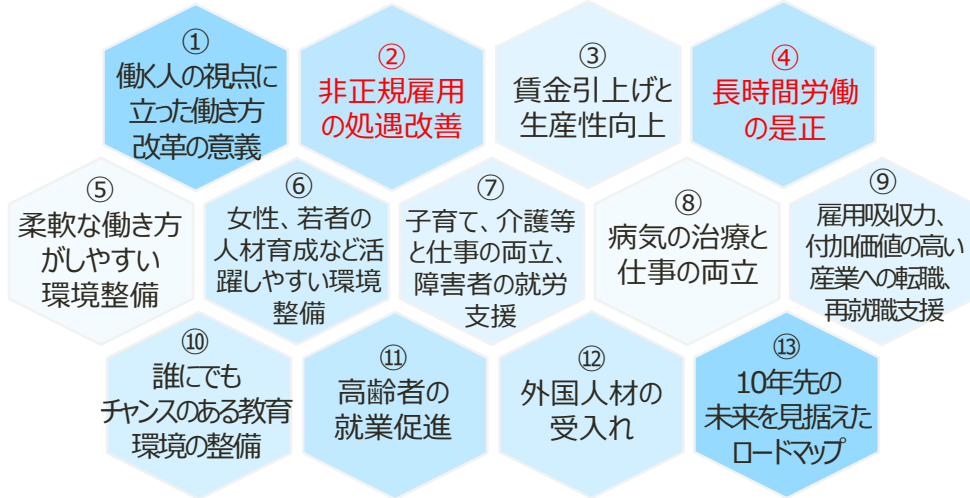 ①
働く人の視点に
立った働き方
改革の意義
②
非正規雇用
の処遇改善
③
賃金引上げと
生産性向上
④
長時間労働
の是正
⑤
柔軟な働き方
がしやすい
環境整備
⑥
女性、若者の
人材育成など活
躍しやすい環境
整備
⑦
子育て、介護等
と仕事の両立、
障害者の就労
支援
⑧
病気の治療と
仕事の両立
⑨
雇用吸収力、
付加価値の高い
産業への転職、
再就職支援
⑩
誰にでも
チャンスのある教育
環境の整備
⑪
高齢者の
就業促進
⑫
外国人材の
受入れ
⑬
10年先の
未来を見据えた
ロードマップ